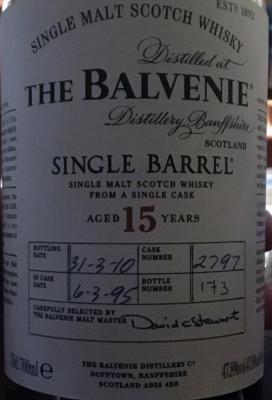 ESTD 1892
SINGLE MALT SCOTCH WHISKY
Distilled at
THE BALVENIE®
Distillery Banffshire
SCOTLAND
SINGLE BARREL®
SINGLE MALT SCOTCH WHISKY
FROM A SINGLE CASK
AGED 15 YEARS
BOTTLING DATE 31-3-10 CASK NUMBER 2797
IN CASK DATE 6-3-95 BOTTLE NUMBER 173
CAREFULLY SELECTED BY
THE BALVENIE MALT MASTER David C Stewart
70cl 700ml e
THE BALVENIE DISTILLERY Co
DUFFTOWN, BANFFSHIRE
SCOTLAND AB55 4BB
47.8%